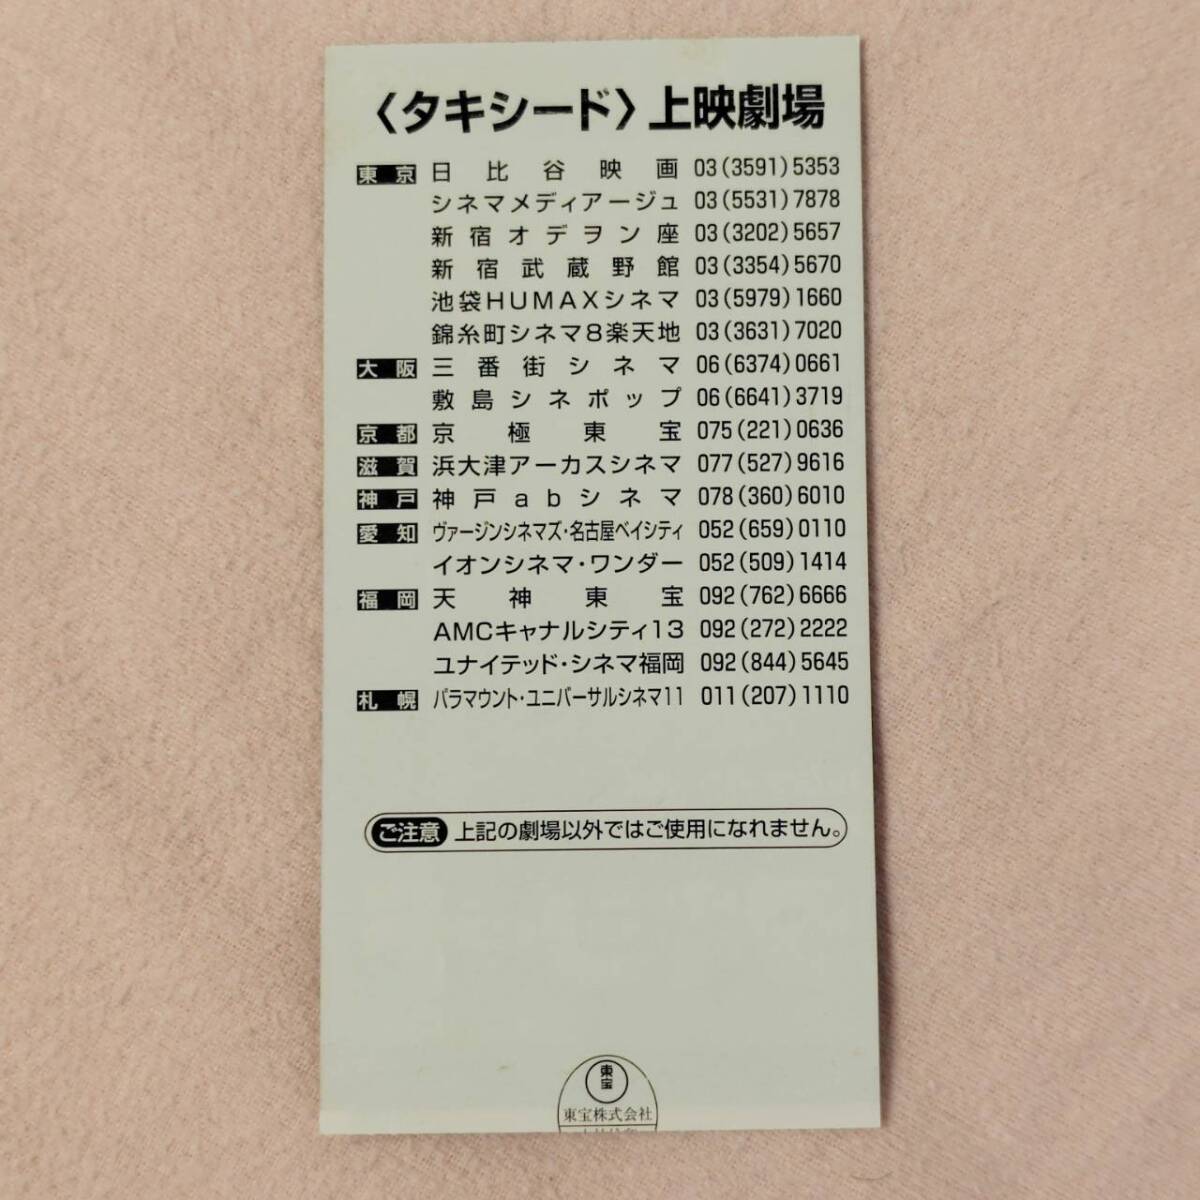 〈タキシード〉上映劇場
東京 日比谷映画 03(3591)5353
シネマメディアージュ 03(5531)7878
新宿オデヲン座 03(3202)5657
新宿武蔵野館 03(3354)5670
池袋HUMAXシネマ 03(5979)1660
錦糸町シネマ8楽天地 03(3631)7020
大阪 三番街シネマ 06(6374)0661
敷島シネポップ 06(6641)3719
京都 京極東宝 075(221)0636
滋賀 浜大津アーカスシネマ 077(527)9616
神戸 神戸abシネマ 078(360)6010
愛知 ヴァージンシネマズ・名古屋ベイシティ 052(659)0110
イオンシネマ・ワンダー 052(509)1414
福岡 天神東宝 092(762)6666
AMCキャナルシティ13 092(272)2222
ユナイテッド・シネマ福岡 092(844)5645
札幌 パラマウント・ユニバーサルシネマ11 011(207)1110
ご注意 上記の劇場以外ではご使用になれません。
東宝
東宝株式会社